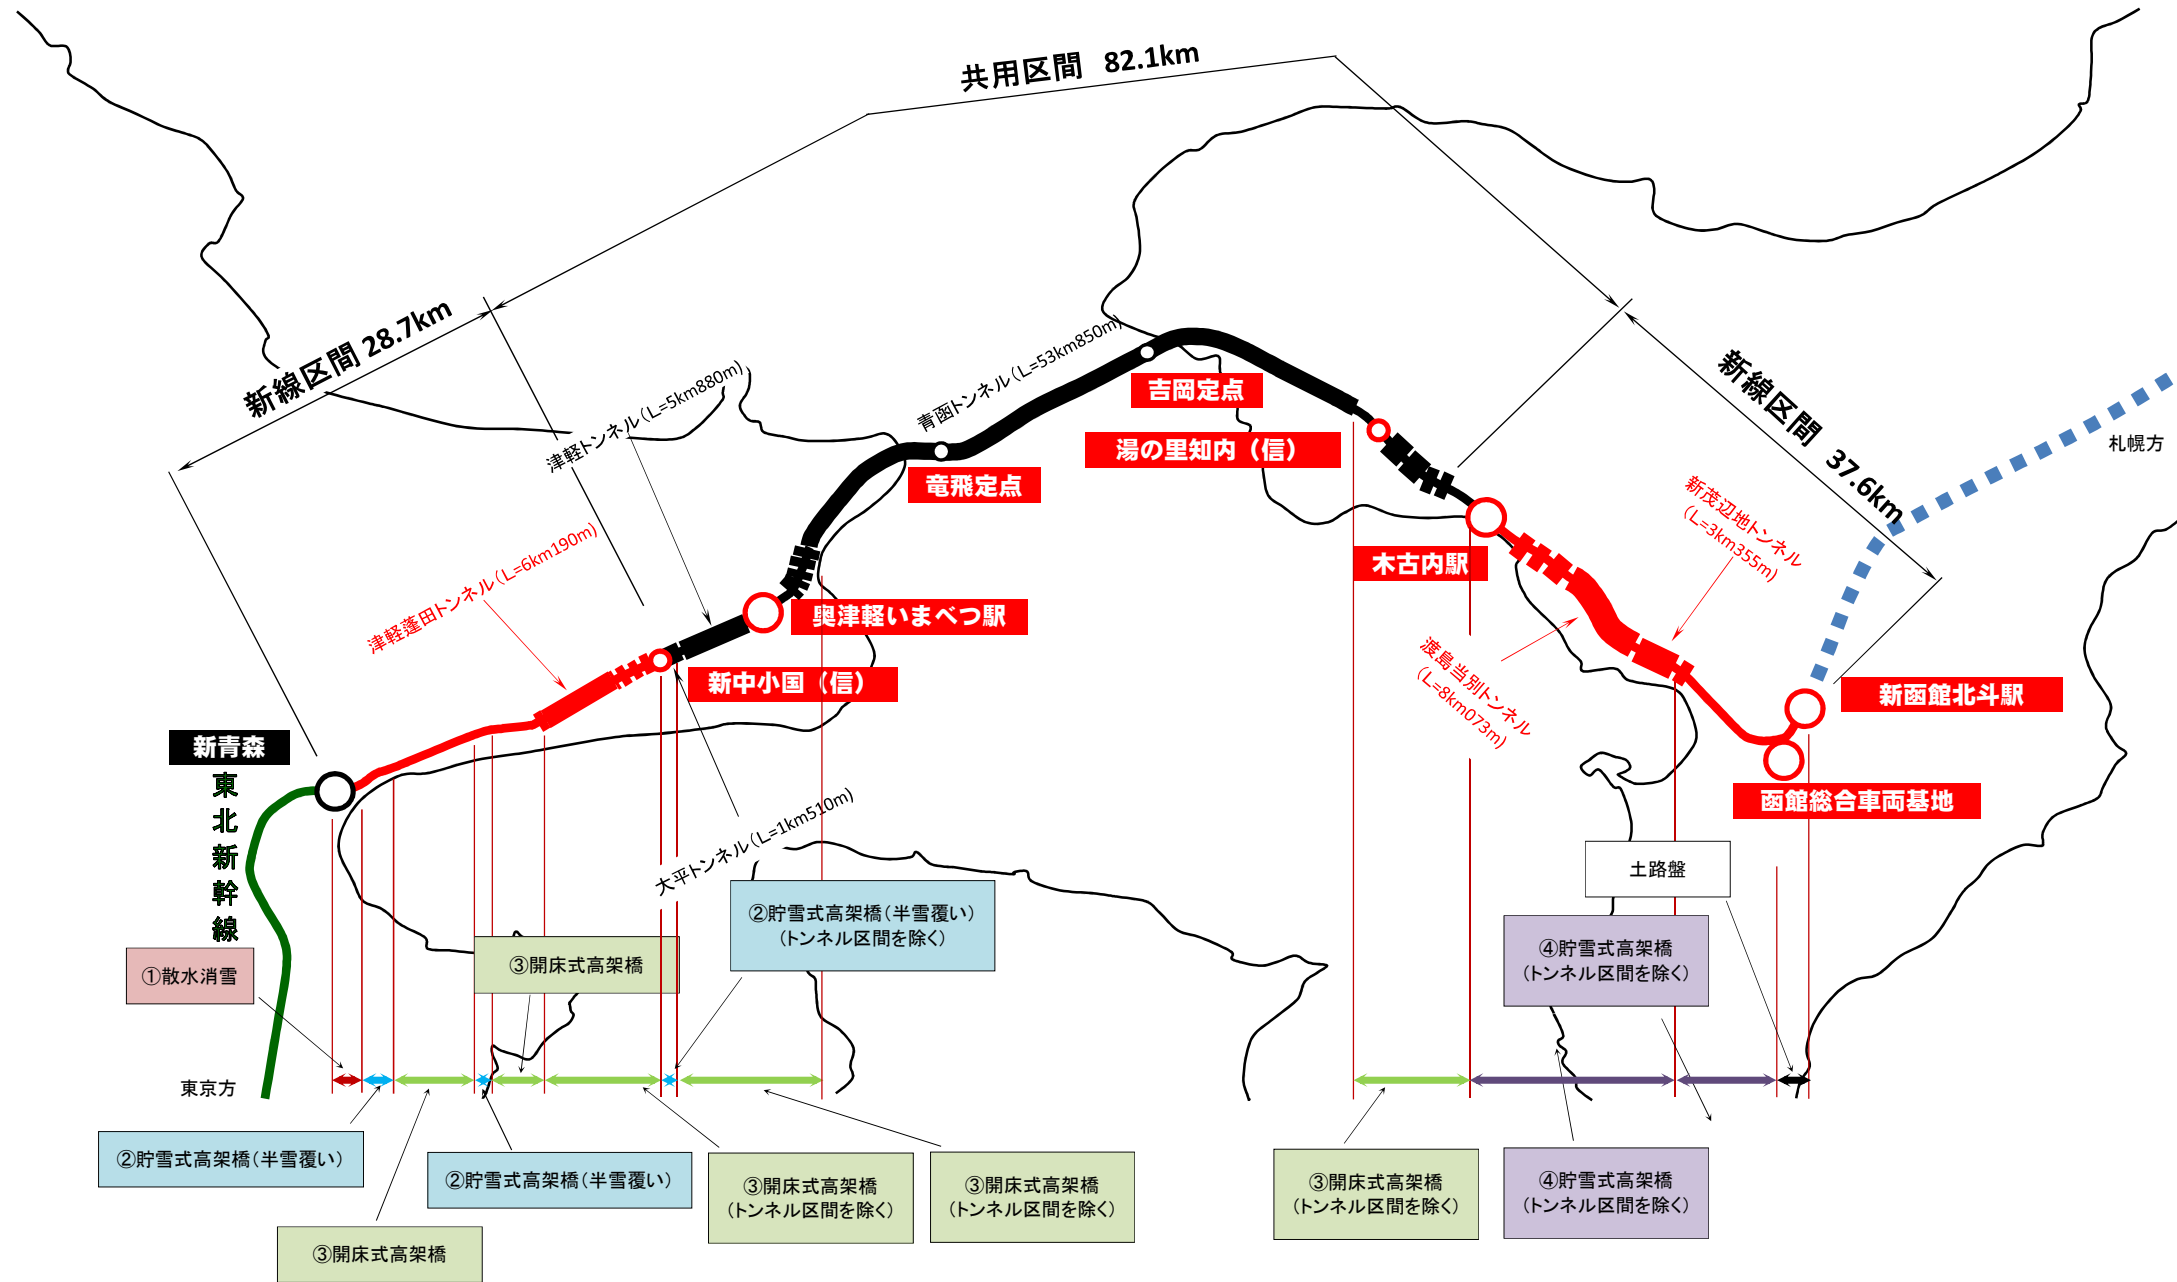 共用区間 82.1km
新線区間 28.7km
新線区間 37.6km
津軽トンネル（L=5km880m）
青函トンネル（L=53km850m）
吉岡定点
湯の里知内（信）
竜飛定点
札幌方
新茂辺地トンネル
（L=3km355m）
木古内駅
津軽蓬田トンネル（L=6km190m）
奥津軽いまべつ駅
渡島当別トンネル
（L=8km073m）
新中小国（信）
新函館北斗駅
新青森
東北新幹線
函館総合車両基地
大平トンネル（L=1km510m）
土路盤
②貯雪式高架橋（半雪覆い）
（トンネル区間を除く）
④貯雪式高架橋
（トンネル区間を除く）
③開床式高架橋
①散水消雪
東京方
②貯雪式高架橋（半雪覆い）
②貯雪式高架橋（半雪覆い）
③開床式高架橋
（トンネル区間を除く）
③開床式高架橋
（トンネル区間を除く）
③開床式高架橋
（トンネル区間を除く）
④貯雪式高架橋
（トンネル区間を除く）
③開床式高架橋